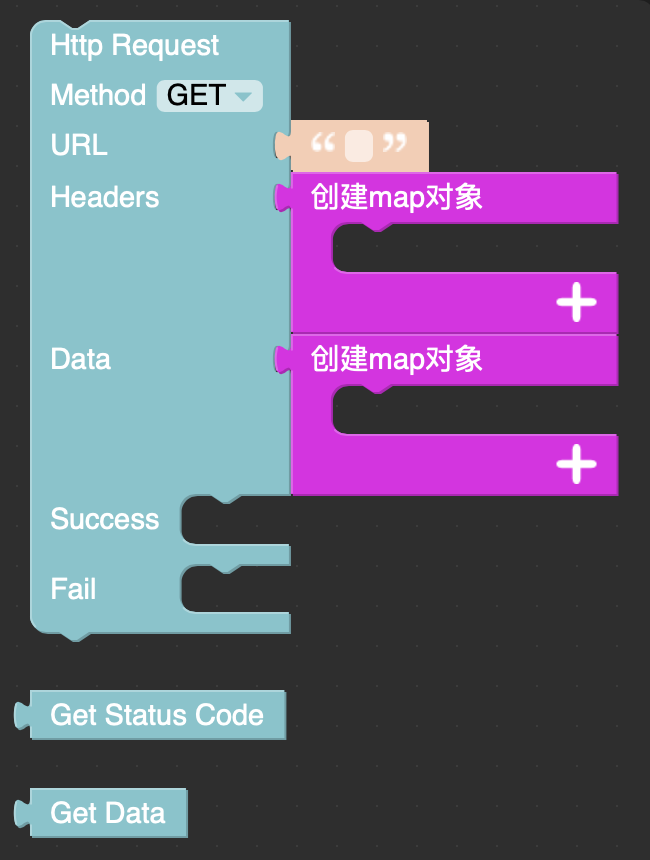 Http Request
Method GET
URL “ ”
Headers 创建map对象
Data 创建map对象
Success
Fail
Get Status Code
Get Data